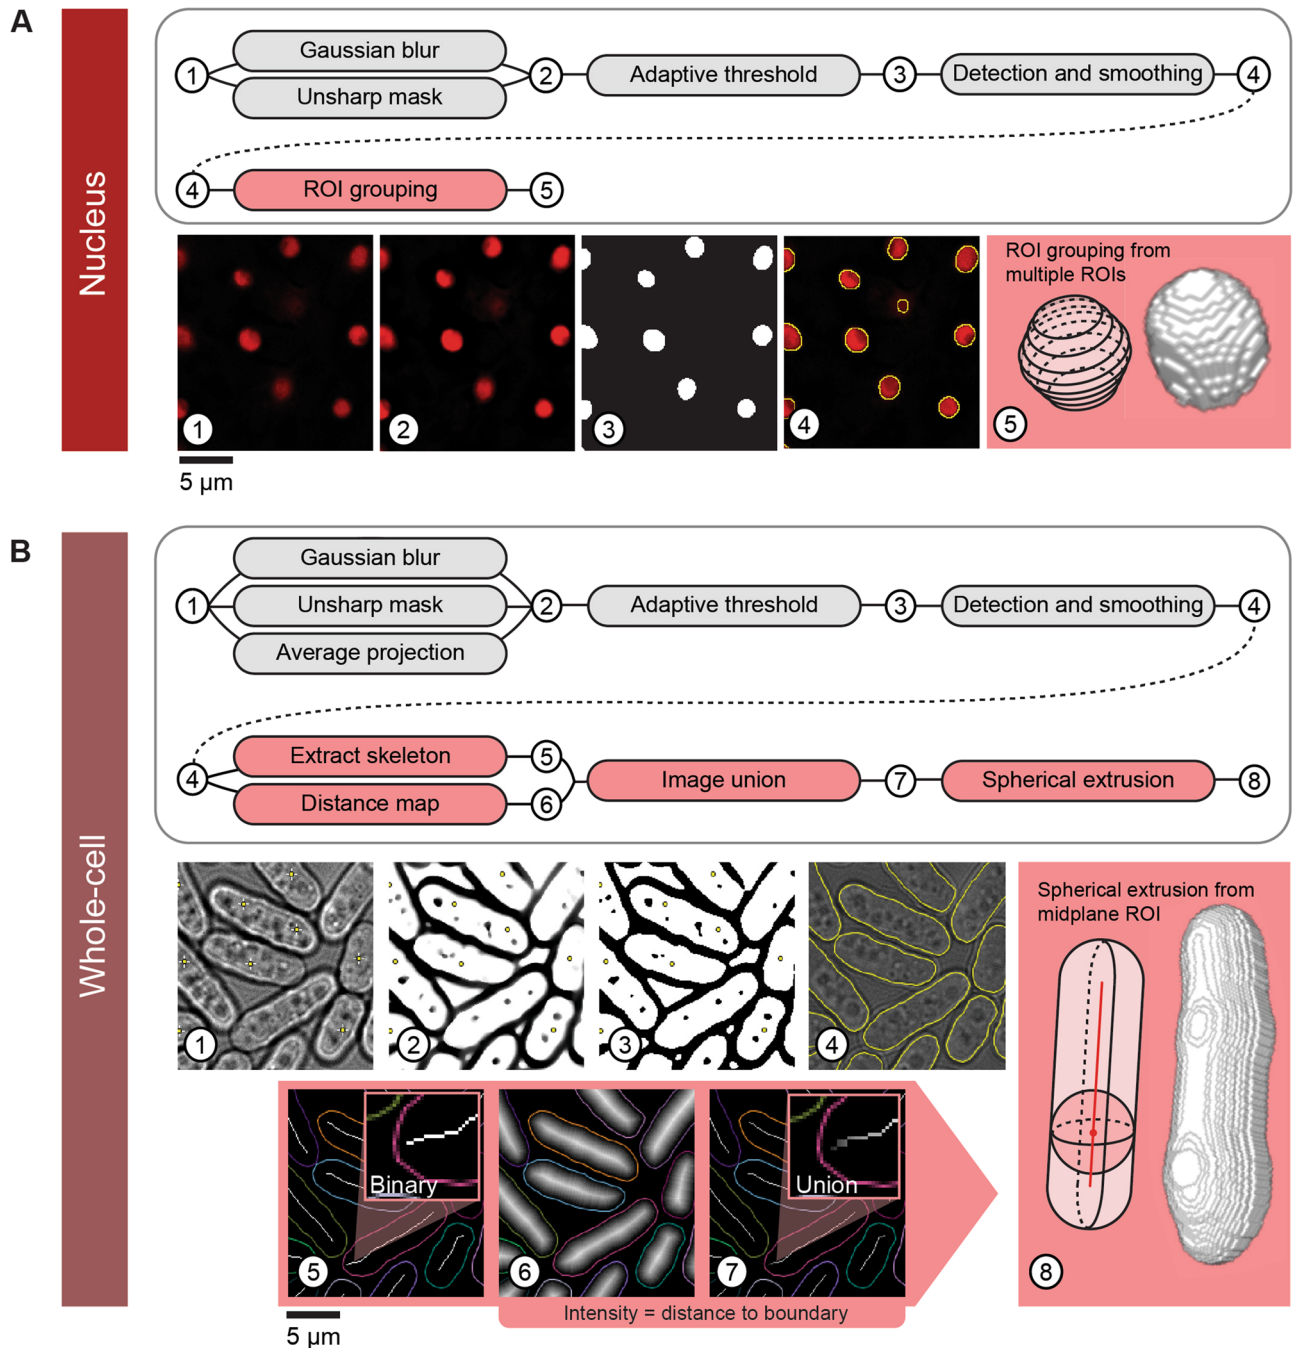 A
Nucleus
1
Gaussian blur
Unsharp mask
2
Adaptive threshold
3
Detection and smoothing
4
4
ROI grouping
5
1
2
3
4
ROI grouping from
multiple ROIs
5
5 µm
B
Whole-cell
1
Gaussian blur
Unsharp mask
Average projection
2
Adaptive threshold
3
Detection and smoothing
4
4
Extract skeleton
5
Distance map
6
Image union
7
Spherical extrusion
8
1
2
3
4
Spherical extrusion from
midplane ROI
8
Binary
5
6
Union
7
Intensity = distance to boundary
5 µm